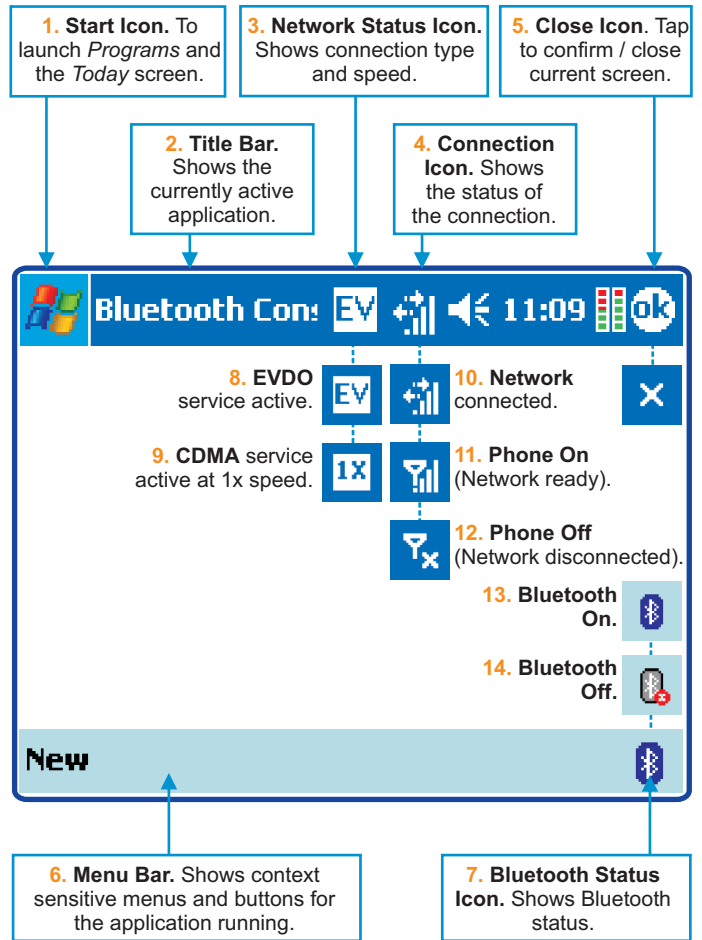 1. Start Icon. To
launch Programs and
the Today screen.
3. Network Status Icon.
Shows connection type
and speed.
5. Close Icon. Tap
to confirm / close
current screen.
2. Title Bar.
Shows the
currently active
application.
4. Connection
Icon. Shows
the status of
the connection.
Bluetooth Cons EV 11:09 ok
8. EVDO
service active.
EV
10. Network
connected.
9. CDMA service
active at 1x speed.
1X
11. Phone On
(Network ready).
12. Phone Off
(Network disconnected).
13. Bluetooth
On.
14. Bluetooth
Off.
New
6. Menu Bar. Shows context
sensitive menus and buttons for
the application running.
7. Bluetooth Status
Icon. Shows Bluetooth
status.